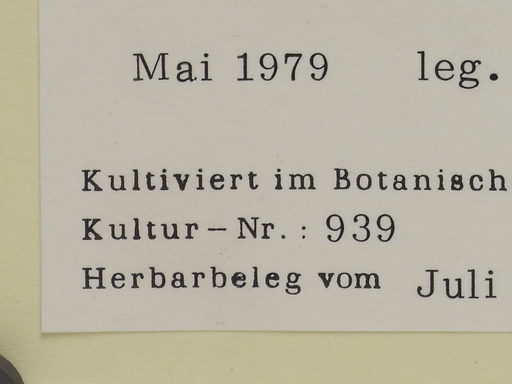 Mai 1979 leg.
Kultiviert im Botanisch
Kultur – Nr. : 939
Herbarbeleg vom Juli